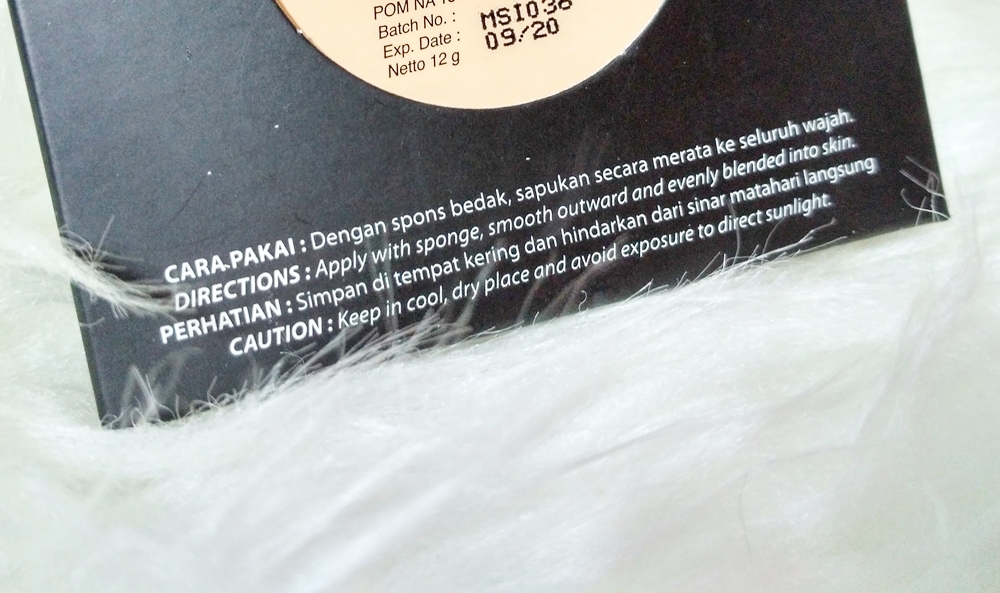 POM NA
Batch No. :
MSI038
Exp. Date :
09/20
Netto 12 g
CARA PAKAI : Dengan spons bedak, sapukan secara merata ke seluruh wajah.
DIRECTIONS : Apply with sponge, smooth outward and evenly blended into skin.
PERHATIAN : Simpan di tempat kering dan hindarkan dari sinar matahari langsung
CAUTION : Keep in cool, dry place and avoid exposure to direct sunlight.